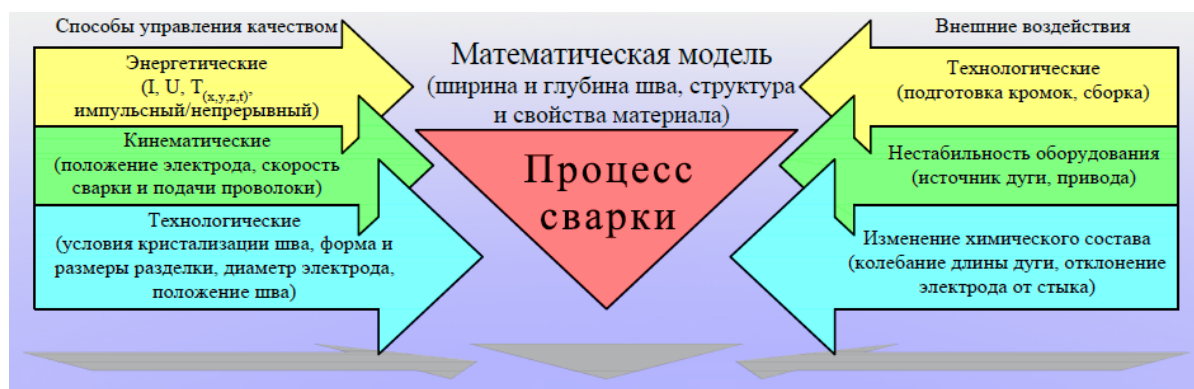 Способы управления качеством
Энергетические
(I, U, T(x,y,z,t),
импульсный/непрерывный)
Кинематические
(положение электрода, скорость
сварки и подачи проволоки)
Технологические
(условия кристализации шва, форма и
размеры разделки, диаметр электрода,
положение шва)
Математическая модель
(ширина и глубина шва, структура
и свойства материала)
Процесс
сварки
Внешние воздействия
Технологические
(подготовка кромок, сборка)
Нестабильность оборудования
(источник дуги, привода)
Изменение химического состава
(колебание длины дуги, отклонение
электрода от стыка)